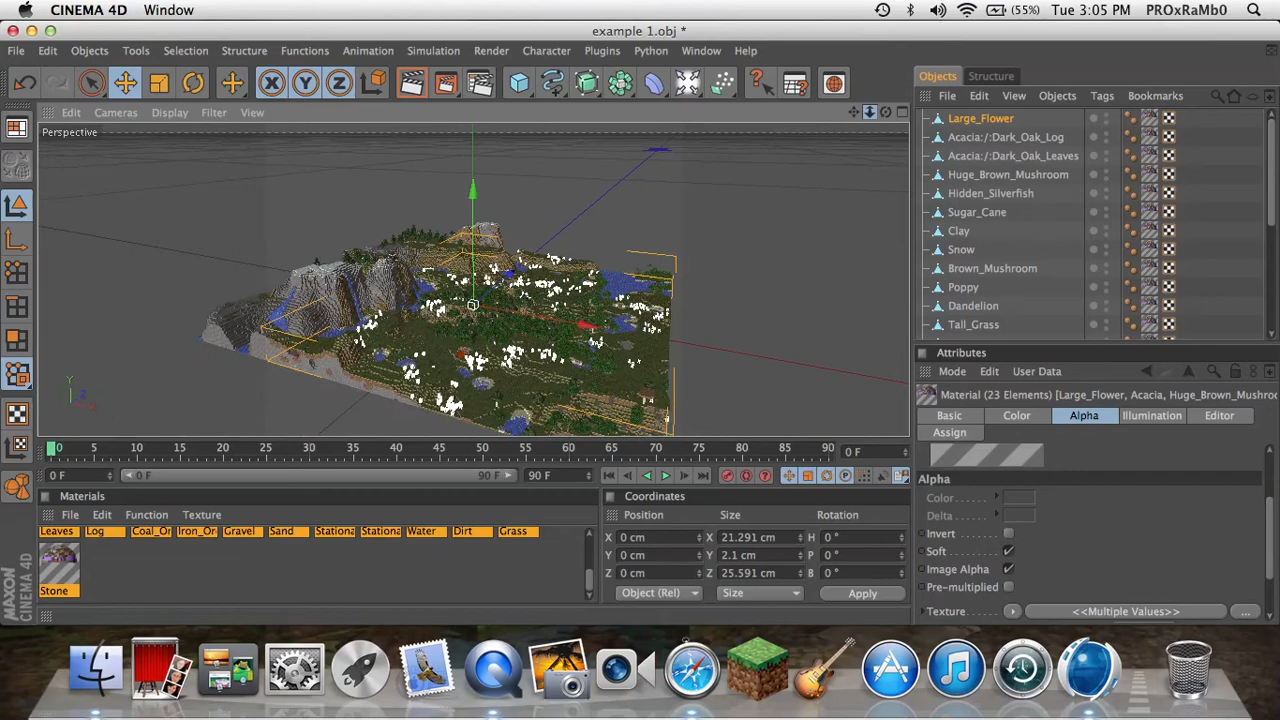 CINEMA 4D Window (55%) Tue 3:05 PM PROxRaMb0
example 1.obj *
File Edit Objects Tools Selection Structure Functions Animation Simulation Render Hypernurbs Character Plugins Python Window Help
X Y Z
Objects Structure
Edit Cameras Display Filter View
File Edit View Objects Tags Bookmarks
Perspective
Large_Flower
Acacia/:Dark_Oak_Log
Acacia/:Dark_Oak_Leaves
Huge_Brown_Mushroom
Hidden_Silverfish
Sugar_Cane
Clay
Snow
Brown_Mushroom
Poppy
Dandelion
Tall_Grass
Y
Attributes
Mode Edit User Data
Material (23 Elements) [Large_Flower, Acacia, Huge_Brown_Mushroo
Basic Color Alpha Illumination Editor
Assign
0 5 10 15 20 25 30 35 40 45 50 55 60 65 70 75 80 85 90 0 F
0 F 0 F 90 F 90 F
Alpha
Color
Delta
Invert
Soft
Image Alpha
Pre-multiplied
Texture <<Multiple Values>> ...
Materials
File Edit Function Texture
Leaves Log Coal_Or Iron_Or Gravel Sand Stationa Stationa Water Dirt Grass
Stone
Coordinates
Position Size Rotation
X 0 cm X 21.291 cm H 0 °
Y 0 cm Y 2.1 cm P 0 °
Z 0 cm Z 25.591 cm B 0 °
Object (Rel) Size Apply
MAXON
CINEMA 4D